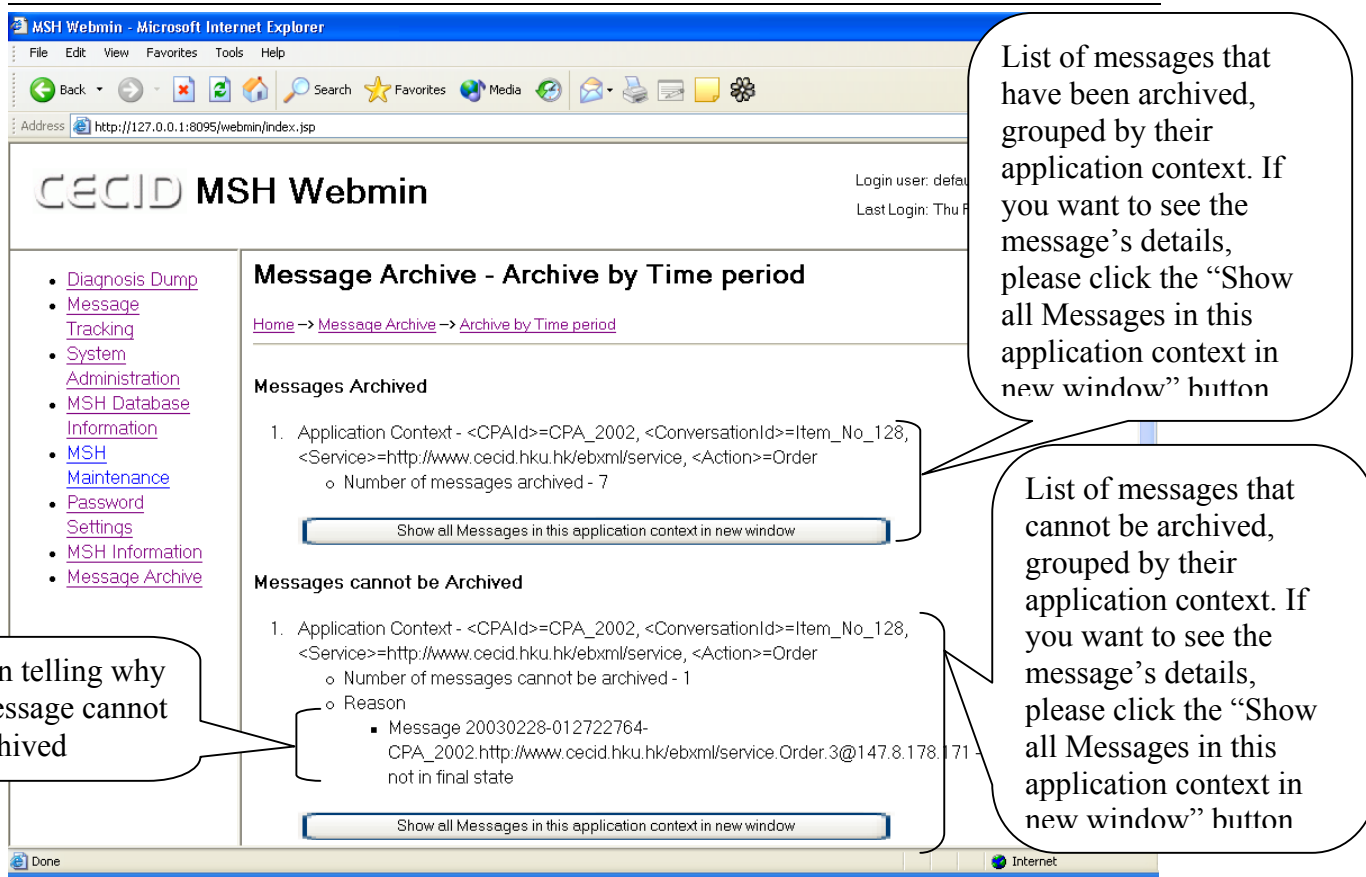 MSH Webmin - Microsoft Internet Explorer
File Edit View Favorites Tools Help
Back Search Favorites Media
Address http://127.0.0.1:8095/webmin/index.jsp
CECID MSH Webmin
Login user: defau
Last Login: Thu F
Diagnosis Dump
Message
Tracking
System
Administration
MSH Database
Information
MSH
Maintenance
Password
Settings
MSH Information
Message Archive
Message Archive - Archive by Time period
Home -> Message Archive -> Archive by Time period
Messages Archived
1. Application Context - <CPAId>=CPA_2002, <ConversationId>=Item_No_128,
<Service>=http://www.cecid.hku.hk/ebxml/service, <Action>=Order
Number of messages archived - 7
Show all Messages in this application context in new window
Messages cannot be Archived
1. Application Context - <CPAId>=CPA_2002, <ConversationId>=Item_No_128,
<Service>=http://www.cecid.hku.hk/ebxml/service, <Action>=Order
Number of messages cannot be archived - 1
Reason
Message 20030228-012722764-
CPA_2002.http://www.cecid.hku.hk/ebxml/service.Order.3@147.8.178.171 -
not in final state
Show all Messages in this application context in new window
Done
Internet
List of messages that
have been archived,
grouped by their
application context. If
you want to see the
message’s details,
please click the “Show
all Messages in this
application context in
new window” button
List of messages that
cannot be archived,
grouped by their
application context. If
you want to see the
message’s details,
please click the “Show
all Messages in this
application context in
new window” button
n telling why
essage cannot
hived